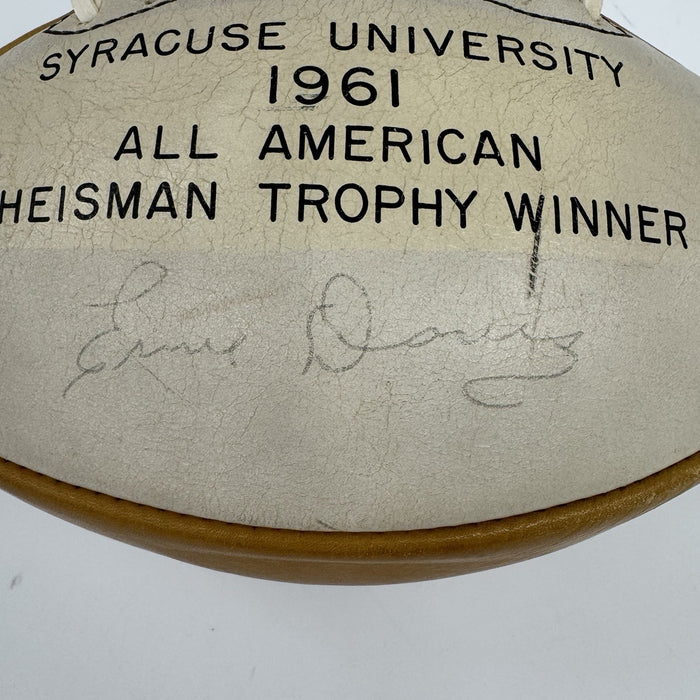 SYRACUSE UNIVERSITY
1961
ALL AMERICAN
HEISMAN TROPHY WINNER
Ernie Davis